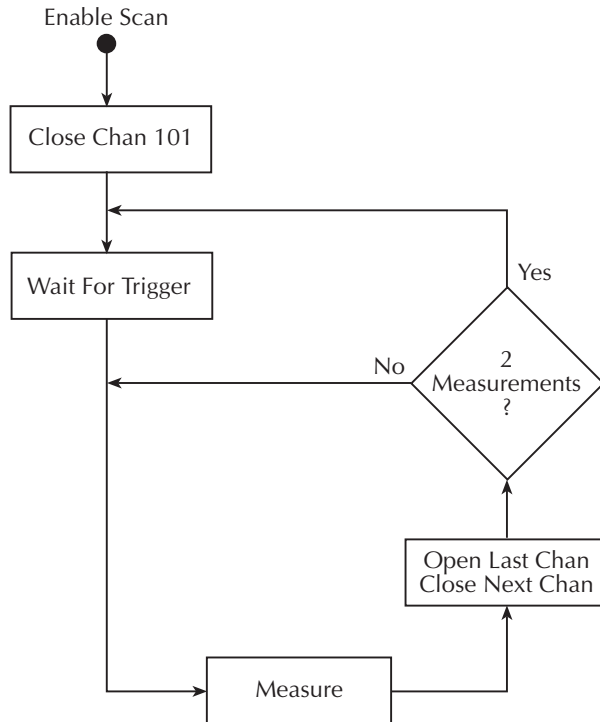 Enable Scan
Close Chan 101
Wait For Trigger
Yes
No
2
Measurements
?
Open Last Chan
Close Next Chan
Measure